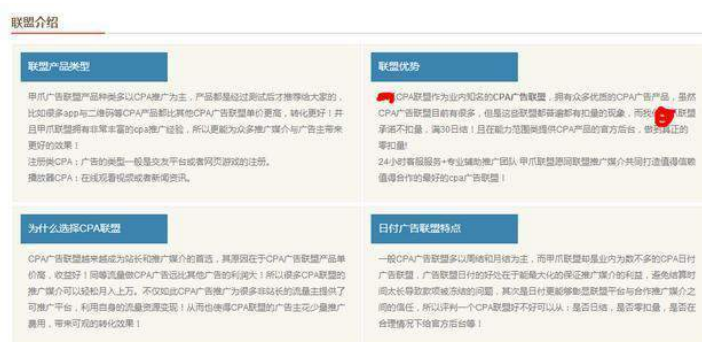 联盟介绍
联盟产品类型
甲爪广告联盟产品种类多以CPA推广为主，产品都是经过测试后才推荐给大家的，
比如很多app与二维码等CPA产品都比其他CPA广告联盟单价更高，转化更好！并
且甲爪联盟拥有非常丰富的cpa推广经验，所以更能为众多推广媒介与广告主带来
更好的效果！
注册类CPA：广告的类型一般是交友平台或者网页游戏的注册。
播放器CPA：在线观看视频或者新闻资讯。
联盟优势
CPA联盟作为业内知名的CPA广告联盟，拥有众多优质的CPA广告产品，虽然
CPA广告联盟目前有很多，但是这些联盟都普遍都有扣量的现象，而我们联盟
承诺不扣量，满30日结！且在能力范围类提供CPA产品的官方后台，做到真正的
零扣量!
24小时客服服务+专业辅助推广团队 甲爪联盟愿同联盟推广媒介共同打造值得信赖
值得合作的最好的cpa广告联盟！
为什么选择CPA联盟
CPA广告联盟越来越成为站长和推广媒介的首选，其原因在于CPA广告联盟产品单
价高，收益好！同等流量做CPA广告远比其他广告的利润大！所以很多CPA联盟的
推广媒介可以轻松月入上万。不仅如此CPA广告推广为很多非站长的流量主提供了
可推广平台，利用自身的流量资源变现！从而也使得CPA联盟的广告主花少量推广
费用，带来可观的转化效果！
日付广告联盟特点
一般CPA广告联盟多以周结和月结为主，而甲爪联盟却是业内为数不多的CPA日付
广告联盟，广告联盟日付的好处在于能最大化的保证推广媒介的利益，避免结算时
间太长导致款项被冻结的问题，其次是日付更能够彰显联盟平台与合作推广媒介之
间的信任，所以评判一个CPA联盟好不好可以从：是否日结，是否零扣量，是否在
合理情况下给官方后台等！